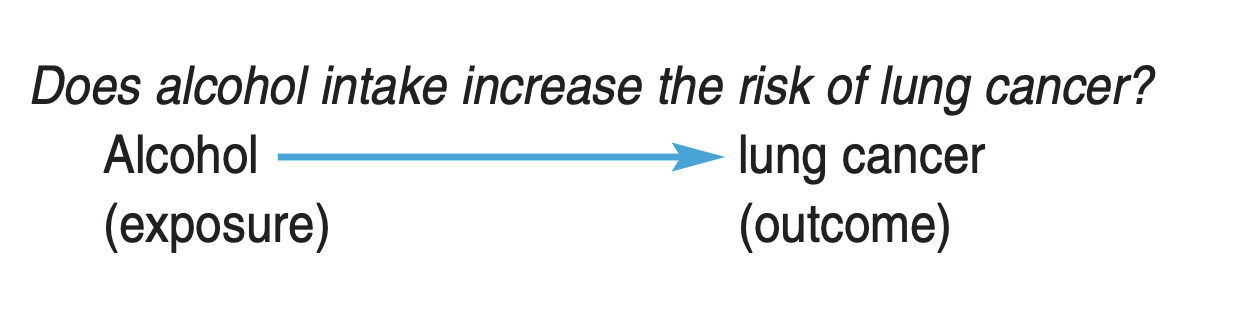 Does alcohol intake increase the risk of lung cancer?
Alcohol lung cancer
(exposure) (outcome)